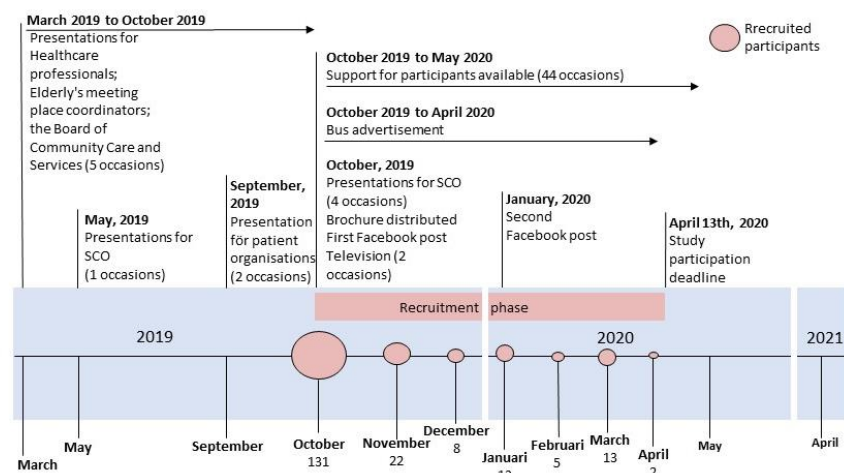 March 2019 to October 2019
Presentations for
Healthcare
professionals;
Elderly's meeting
place coordinators;
the Board of
Community Care and
Services (5 occasions)
Rrecruited
participants
October 2019 to May 2020
Support for participants available (44 occasions)
October 2019 to April 2020
Bus advertisement
May, 2019
Presentations for
SCO
(1 occasions)
September,
2019
Presentation
för patient
organisations
(2 occasions)
October, 2019
Presentations for SCO
(4 occasions)
Brochure distributed
First Facebook post
Television (2
occasions)
January, 2020
Second
Facebook post
April 13th, 2020
Study
participation
deadline
Recruitment phase
2019
2020
2021
March
May
September
October
131
November
22
December
8
Januari
Februari
5
March
13
April
May
April